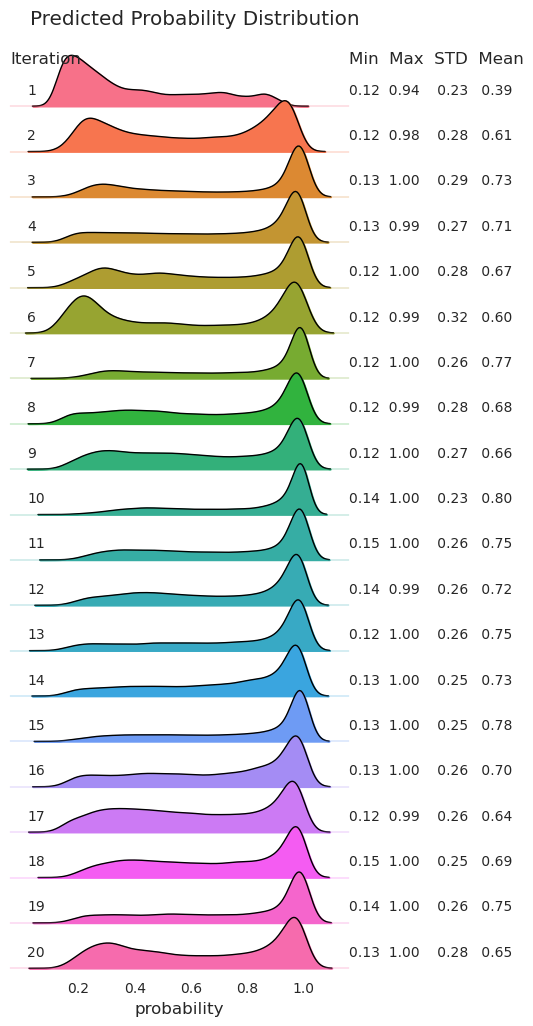 Predicted Probability Distribution
Iteration Min Max STD Mean
1 0.12 0.94 0.23 0.39
2 0.12 0.98 0.28 0.61
3 0.13 1.00 0.29 0.73
4 0.13 0.99 0.27 0.71
5 0.12 1.00 0.28 0.67
6 0.12 0.99 0.32 0.60
7 0.12 1.00 0.26 0.77
8 0.12 0.99 0.28 0.68
9 0.12 1.00 0.27 0.66
10 0.14 1.00 0.23 0.80
11 0.15 1.00 0.26 0.75
12 0.14 0.99 0.26 0.72
13 0.12 1.00 0.26 0.75
14 0.13 1.00 0.25 0.73
15 0.13 1.00 0.25 0.78
16 0.13 1.00 0.26 0.70
17 0.12 0.99 0.26 0.64
18 0.15 1.00 0.25 0.69
19 0.14 1.00 0.26 0.75
20 0.13 1.00 0.28 0.65
0.2 0.4 0.6 0.8 1.0
probability